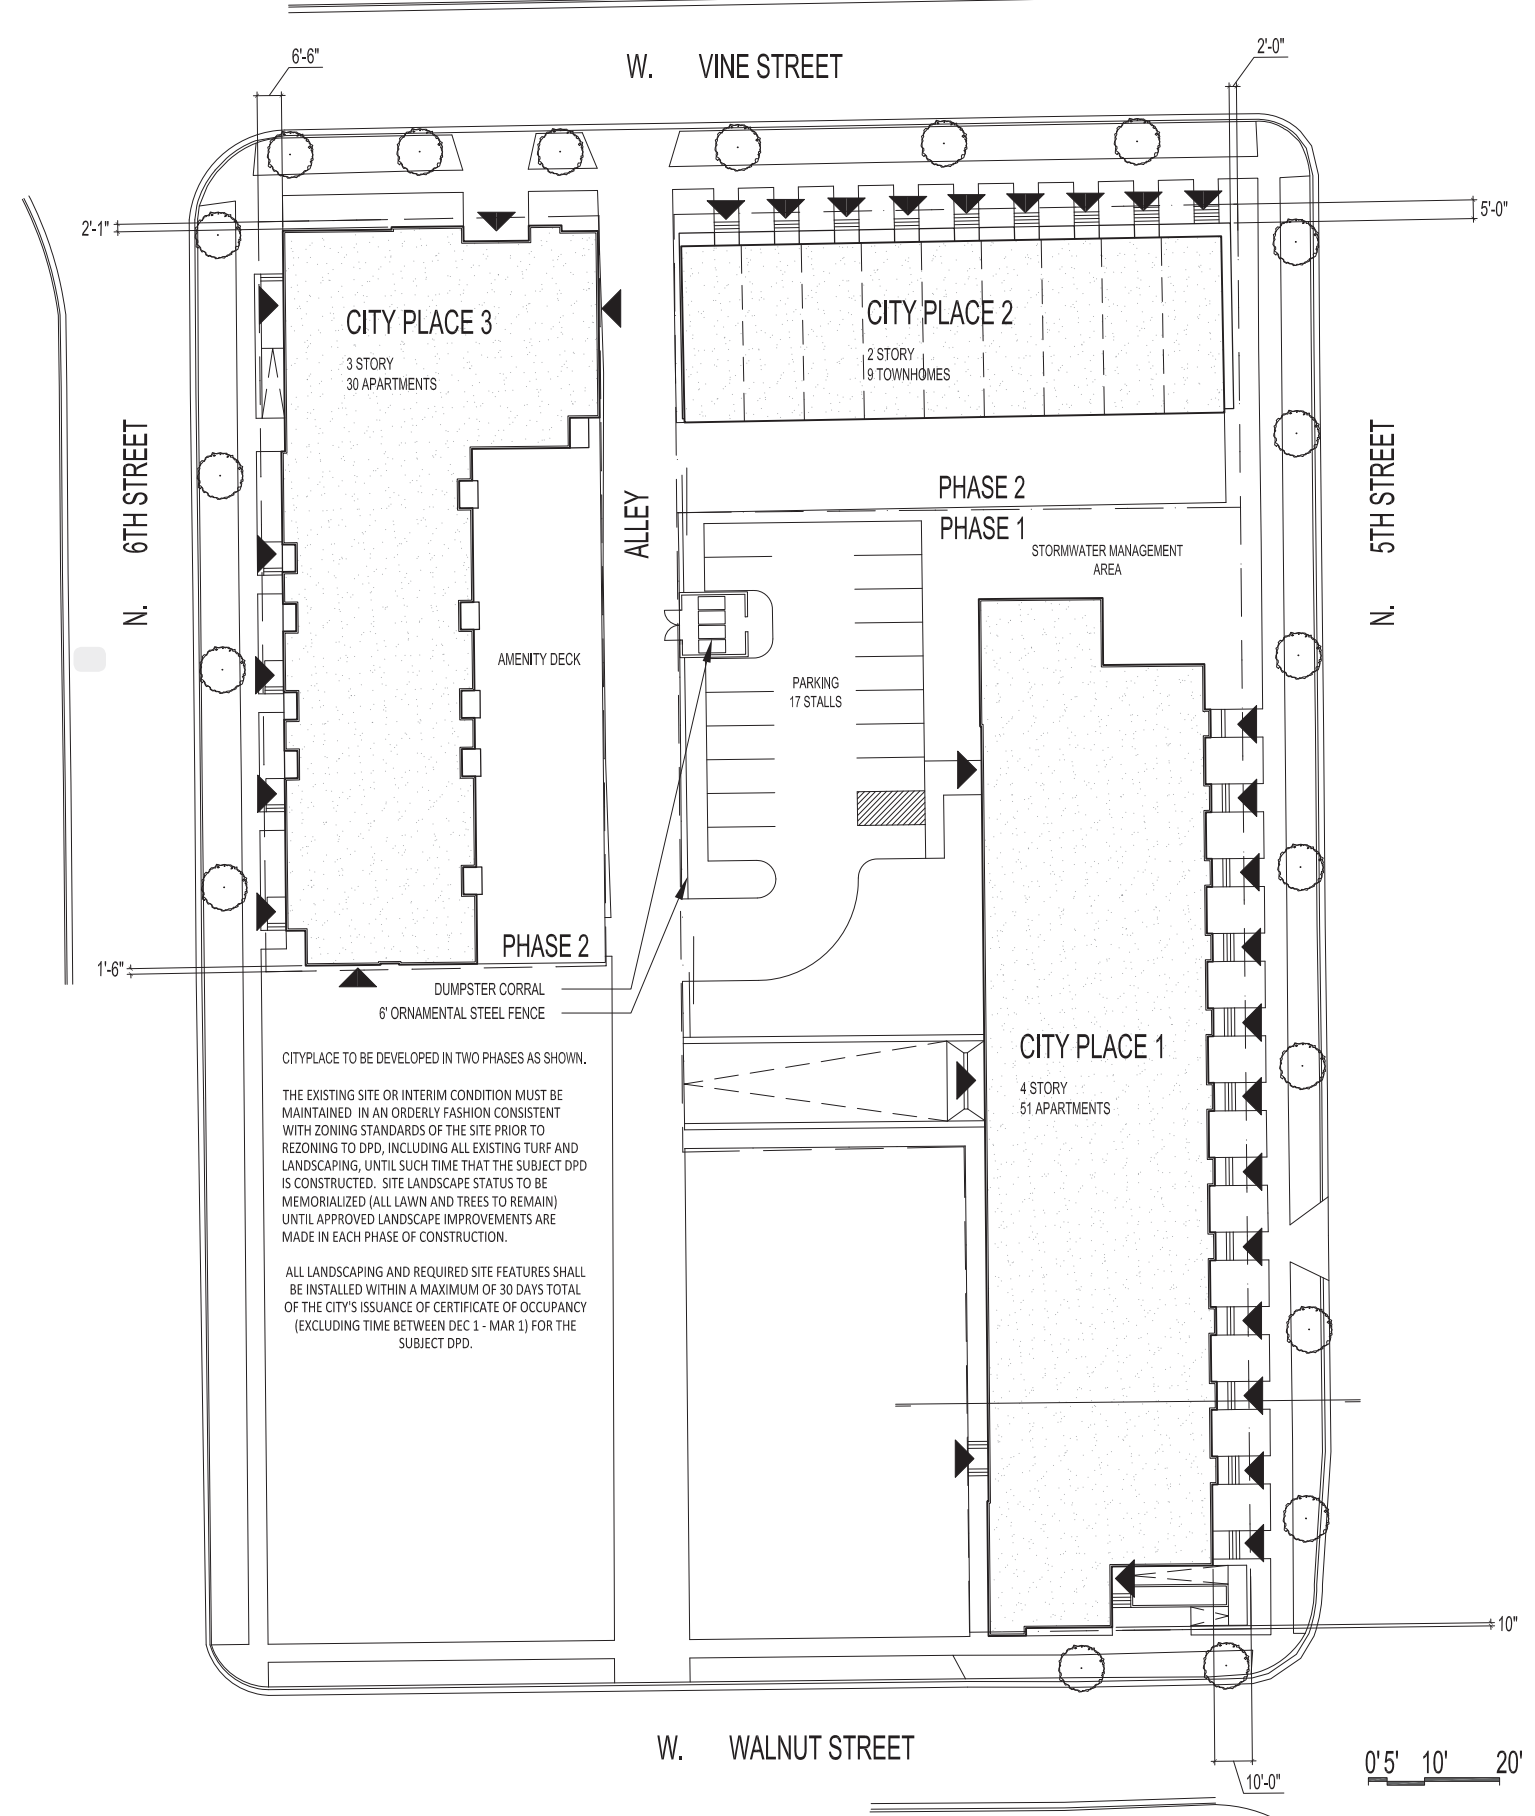 6'-6"
W. VINE STREET
2'-0"
2'-1"
5'-0"
CITY PLACE 3
3 STORY
30 APARTMENTS
CITY PLACE 2
2 STORY
9 TOWNHOMES
N. 6TH STREET
ALLEY
N. 5TH STREET
PHASE 2
PHASE 1
STORMWATER MANAGEMENT
AREA
AMENITY DECK
PARKING
17 STALLS
PHASE 2
1'-6"
DUMPSTER CORRAL
6' ORNAMENTAL STEEL FENCE
CITY PLACE 1
4 STORY
51 APARTMENTS
CITYPLACE TO BE DEVELOPED IN TWO PHASES AS SHOWN.
THE EXISTING SITE OR INTERIM CONDITION MUST BE
MAINTAINED IN AN ORDERLY FASHION CONSISTENT
WITH ZONING STANDARDS OF THE SITE PRIOR TO
REZONING TO DPD, INCLUDING ALL EXISTING TURF AND
LANDSCAPING, UNTIL SUCH TIME THAT THE SUBJECT DPD
IS CONSTRUCTED. SITE LANDSCAPE STATUS TO BE
MEMORIALIZED (ALL LAWN AND TREES TO REMAIN)
UNTIL APPROVED LANDSCAPE IMPROVEMENTS ARE
MADE IN EACH PHASE OF CONSTRUCTION.
ALL LANDSCAPING AND REQUIRED SITE FEATURES SHALL
BE INSTALLED WITHIN A MAXIMUM OF 30 DAYS TOTAL
OF THE CITY'S ISSUANCE OF CERTIFICATE OF OCCUPANCY
(EXCLUDING TIME BETWEEN DEC 1 - MAR 1) FOR THE
SUBJECT DPD.
10"
W. WALNUT STREET
10'-0"
0' 5' 10' 20'